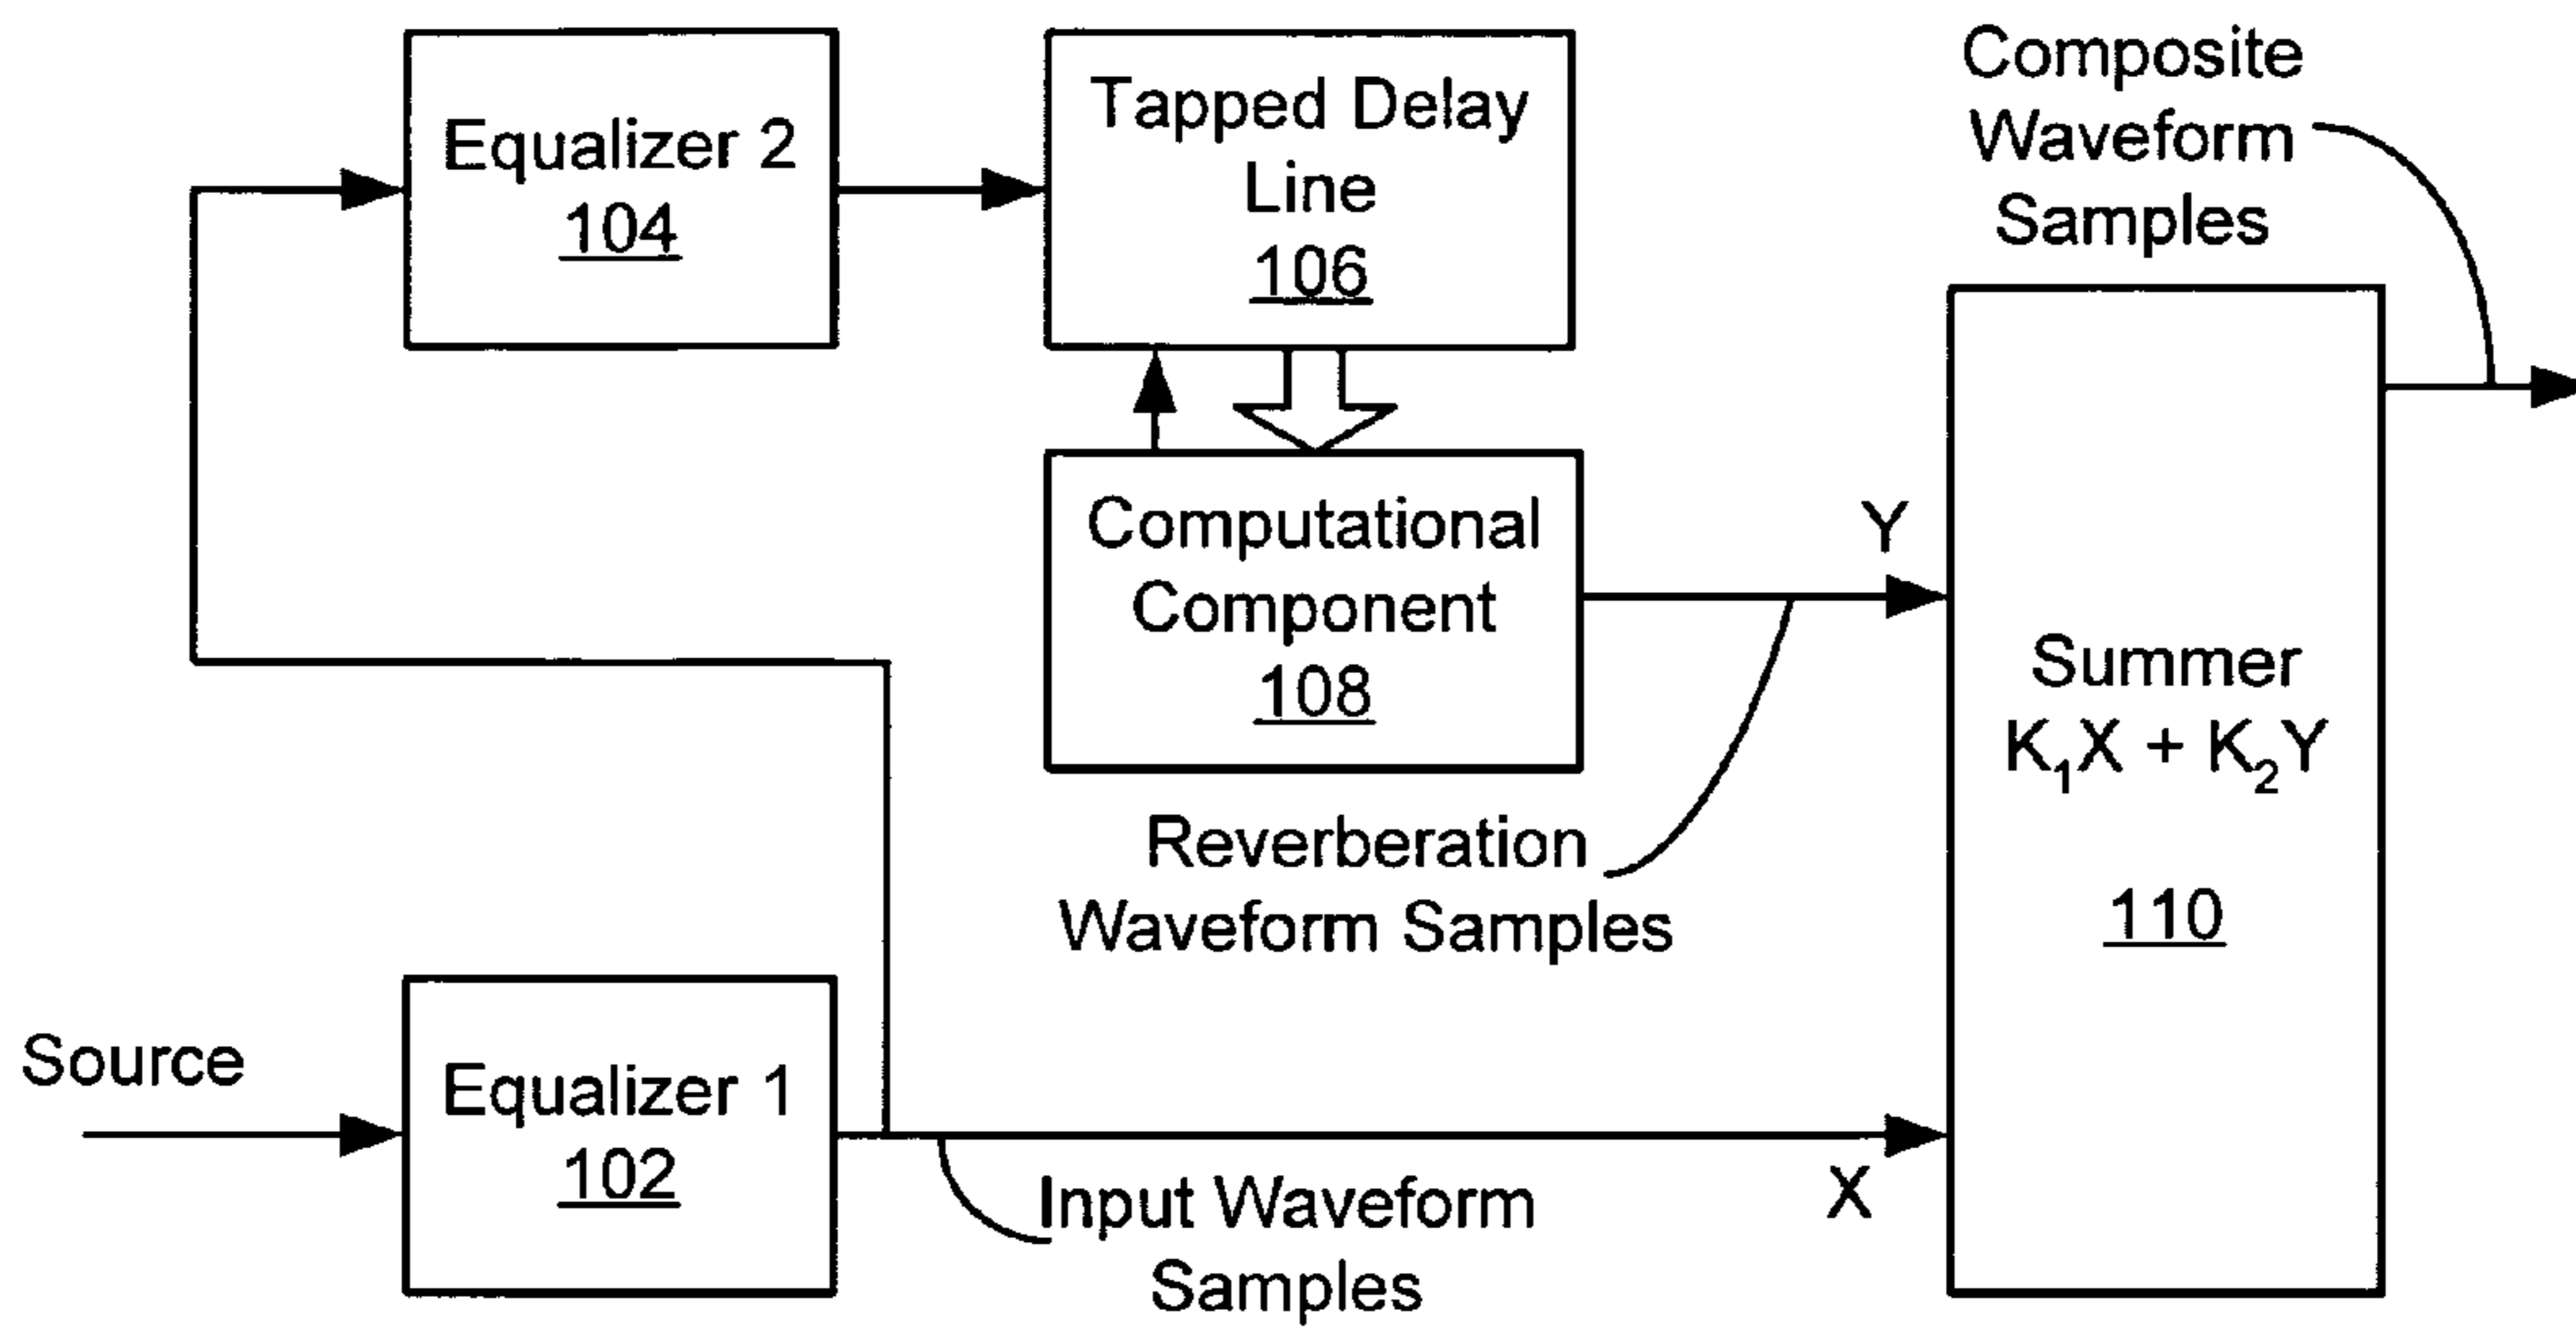 Equalizer 2
104
Tapped Delay
Line
106
Composite
Waveform
Samples
Computational
Component
108
Y
Summer
K₁X + K₂Y
110
Reverberation
Waveform Samples
Source
Equalizer 1
102
X
Input Waveform
Samples